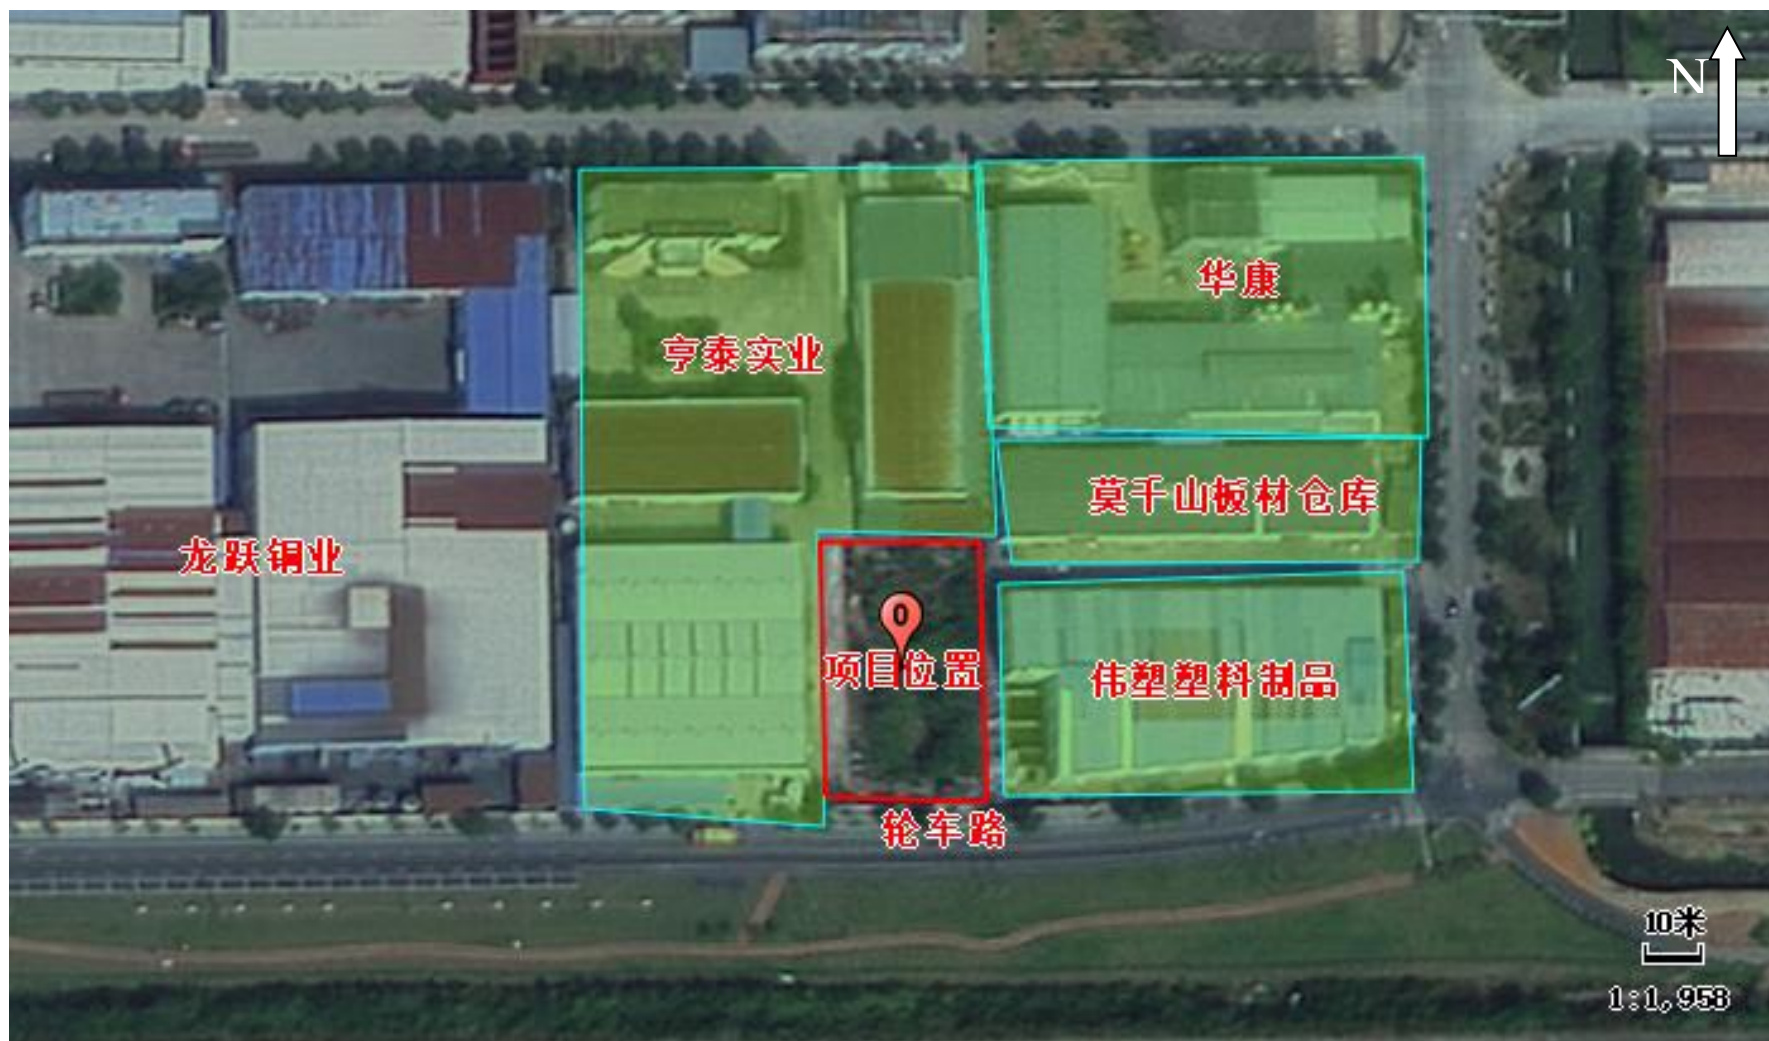 N
华康
亨泰实业
莫干山板材仓库
龙跃铜业
0
项目位置
伟塑塑料制品
轮车路
10米
1:1,958